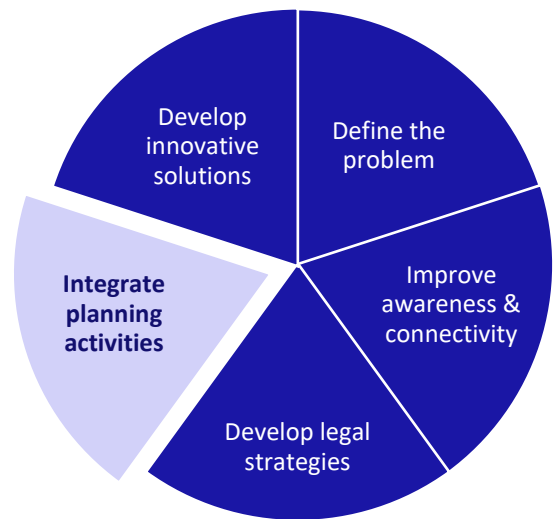 Develop
innovative
solutions
Define the
problem
Integrate
planning
activities
Improve
awareness &
connectivity
Develop legal
strategies